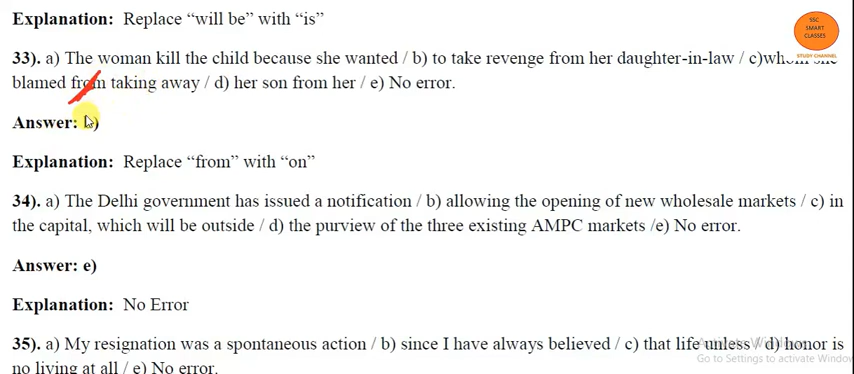 Explanation: Replace “will be” with “is”
SSC
SMART
CLASSES
STUDY CHANNEL
33). a) The woman kill the child because she wanted / b) to take revenge from her daughter-in-law / c)whom she
blamed from taking away / d) her son from her / e) No error.
Answer: b)
Explanation: Replace “from” with “on”
34). a) The Delhi government has issued a notification / b) allowing the opening of new wholesale markets / c) in
the capital, which will be outside / d) the purview of the three existing AMPC markets /e) No error.
Answer: e)
Explanation: No Error
35). a) My resignation was a spontaneous action / b) since I have always believed / c) that life unless / d) honor is
no living at all / e) No error.
Activate Windows
Go to Settings to activate Window